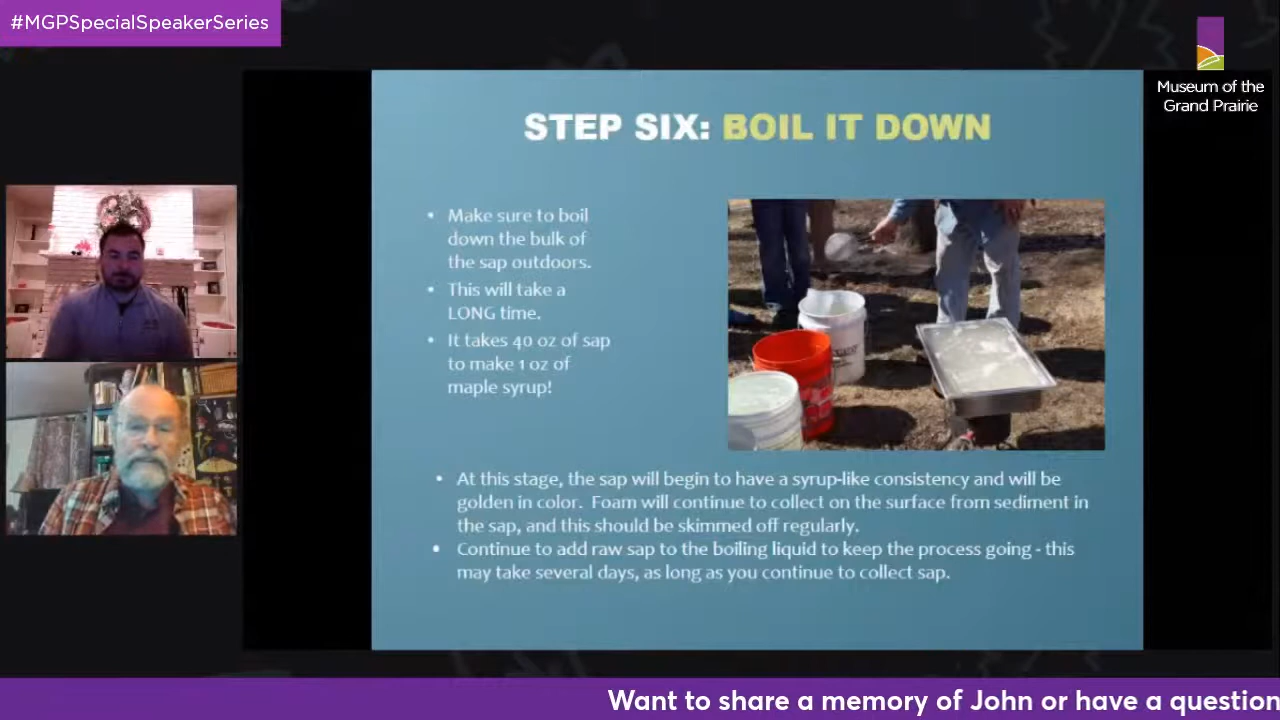 #MGPSpecialSpeakerSeries
Museum of the
Grand Prairie
STEP SIX: BOIL IT DOWN
• Make sure to boil
down the bulk of
the sap outdoors.
• This will take a
LONG time.
• It takes 40 oz of sap
to make 1 oz of
maple syrup!
• At this stage, the sap will begin to have a syrup-like consistency and will be
golden in color. Foam will continue to collect on the surface from sediment in
the sap, and this should be skimmed off regularly.
• Continue to add raw sap to the boiling liquid to keep the process going - this
may take several days, as long as you continue to collect sap.
Want to share a memory of John or have a question